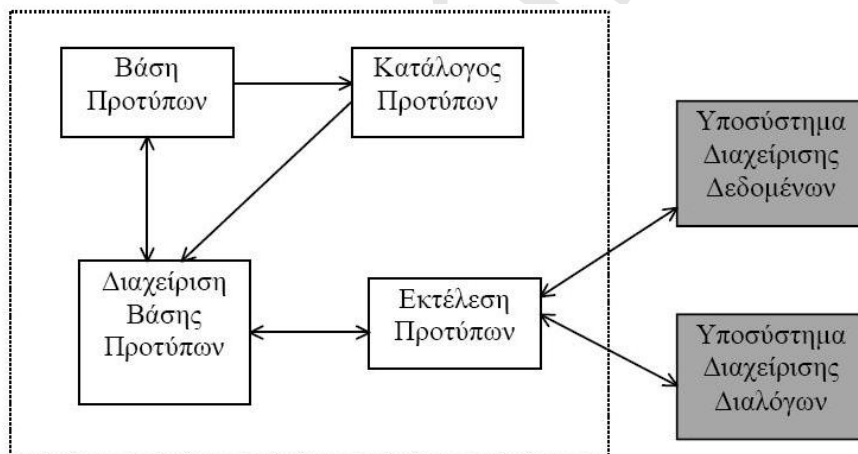 Βάση
Προτύπων
Κατάλογος
Προτύπων
Υποσύστημα
Διαχείρισης
Δεδομένων
Διαχείριση
Βάσης
Προτύπων
Εκτέλεση
Προτύπων
Υποσύστημα
Διαχείρισης
Διαλόγων